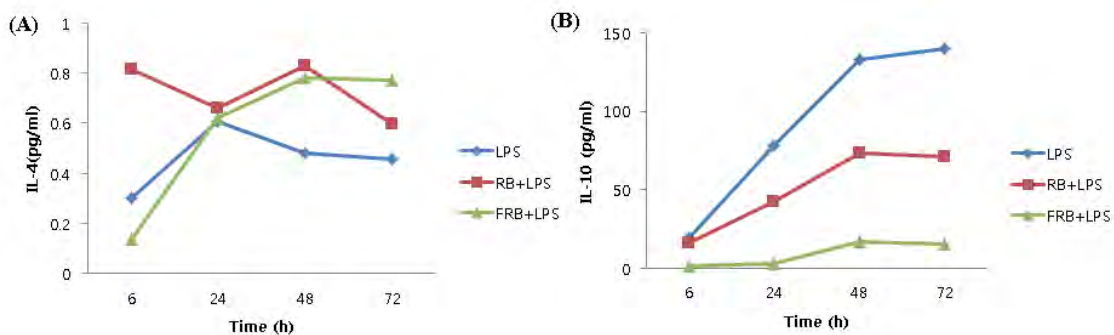 (A)
1
0.8
0.6
0.4
0.2
0
IL-4(pg/ml)
6 24 48 72
Time (h)
LPS
RB+LPS
FRB+LPS
(B)
150
100
50
0
IL-10 (pg/ml)
6 24 48 72
Time (h)
LPS
RB+LPS
FRB+LPS